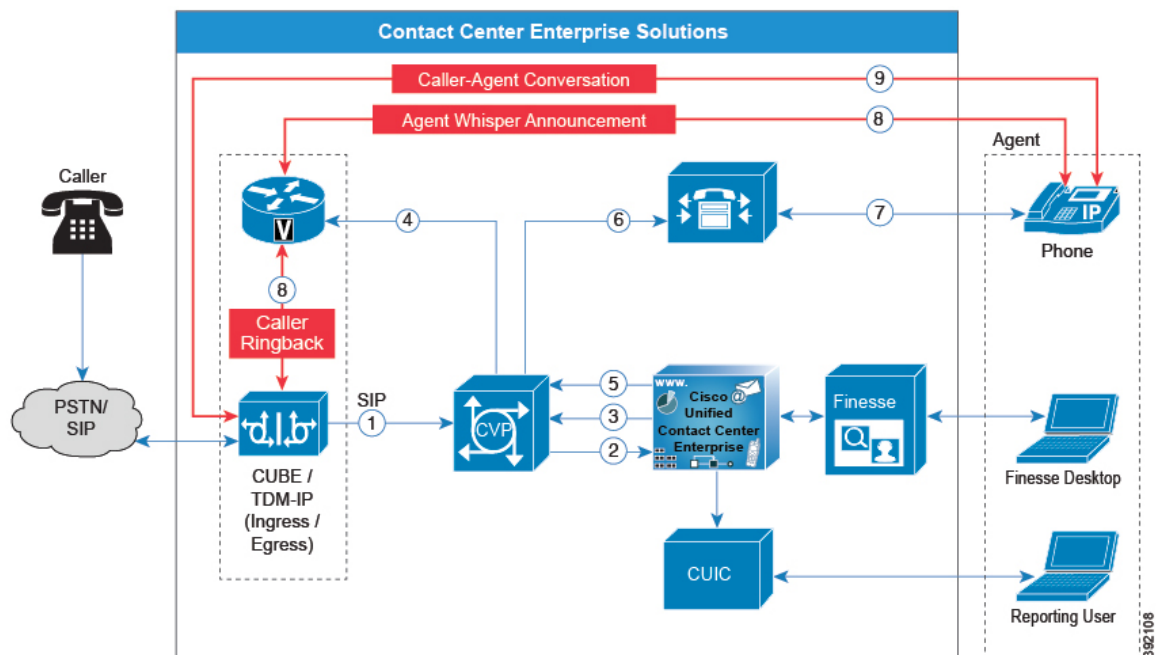 Contact Center Enterprise Solutions
Caller-Agent Conversation
9
Agent Whisper Announcement
8
Agent
Caller
V
4
6
7
IP
Phone
8
Caller
Ringback
PSTN/
SIP
SIP
1
CVP
5
3
2
www.
@
Cisco
Unified
Contact Center
Enterprise
Finesse
Finesse Desktop
CUBE /
TDM-IP
(Ingress /
Egress)
CUIC
Reporting User
392108